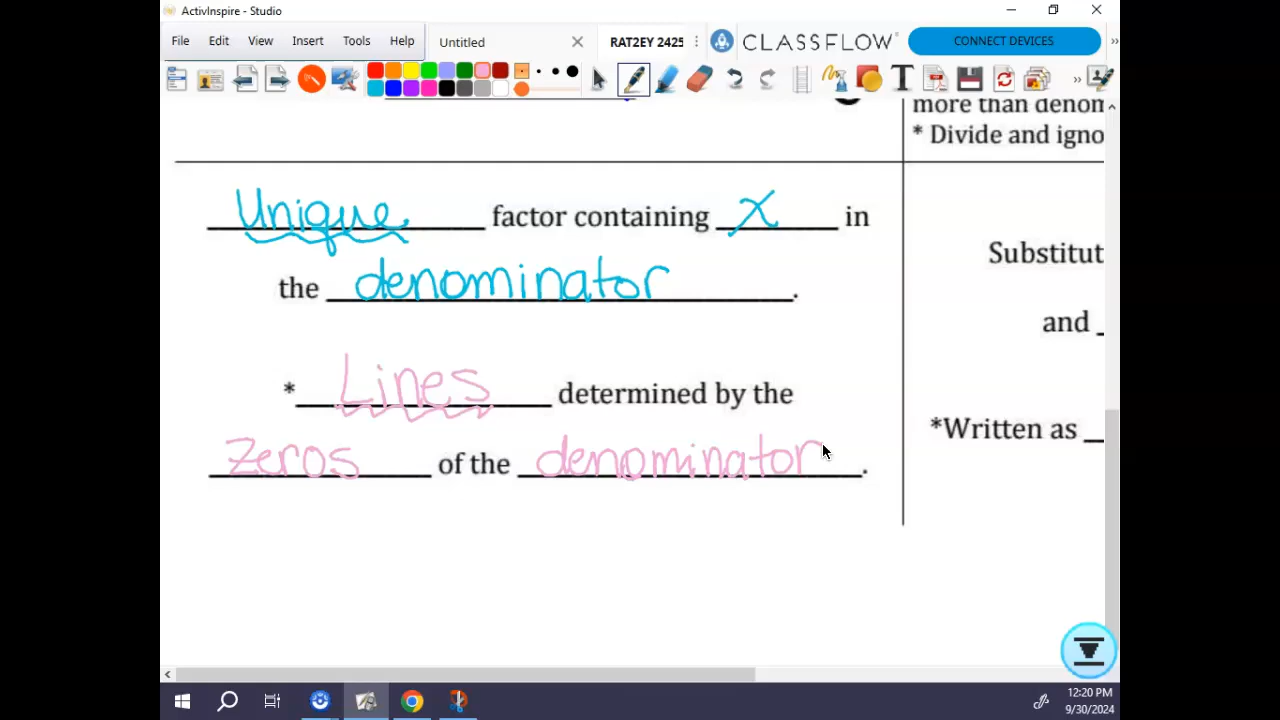 ActivInspire - Studio
File Edit View Insert Tools Help Untitled RAT2EY 2425 CLASSFLOW CONNECT DEVICES
more than denom
* Divide and igno
Unique factor containing x in
the denominator.
* Lines determined by the
Zeros of the denominator.
Substitut
and
*Written as
12:20 PM
9/30/2024